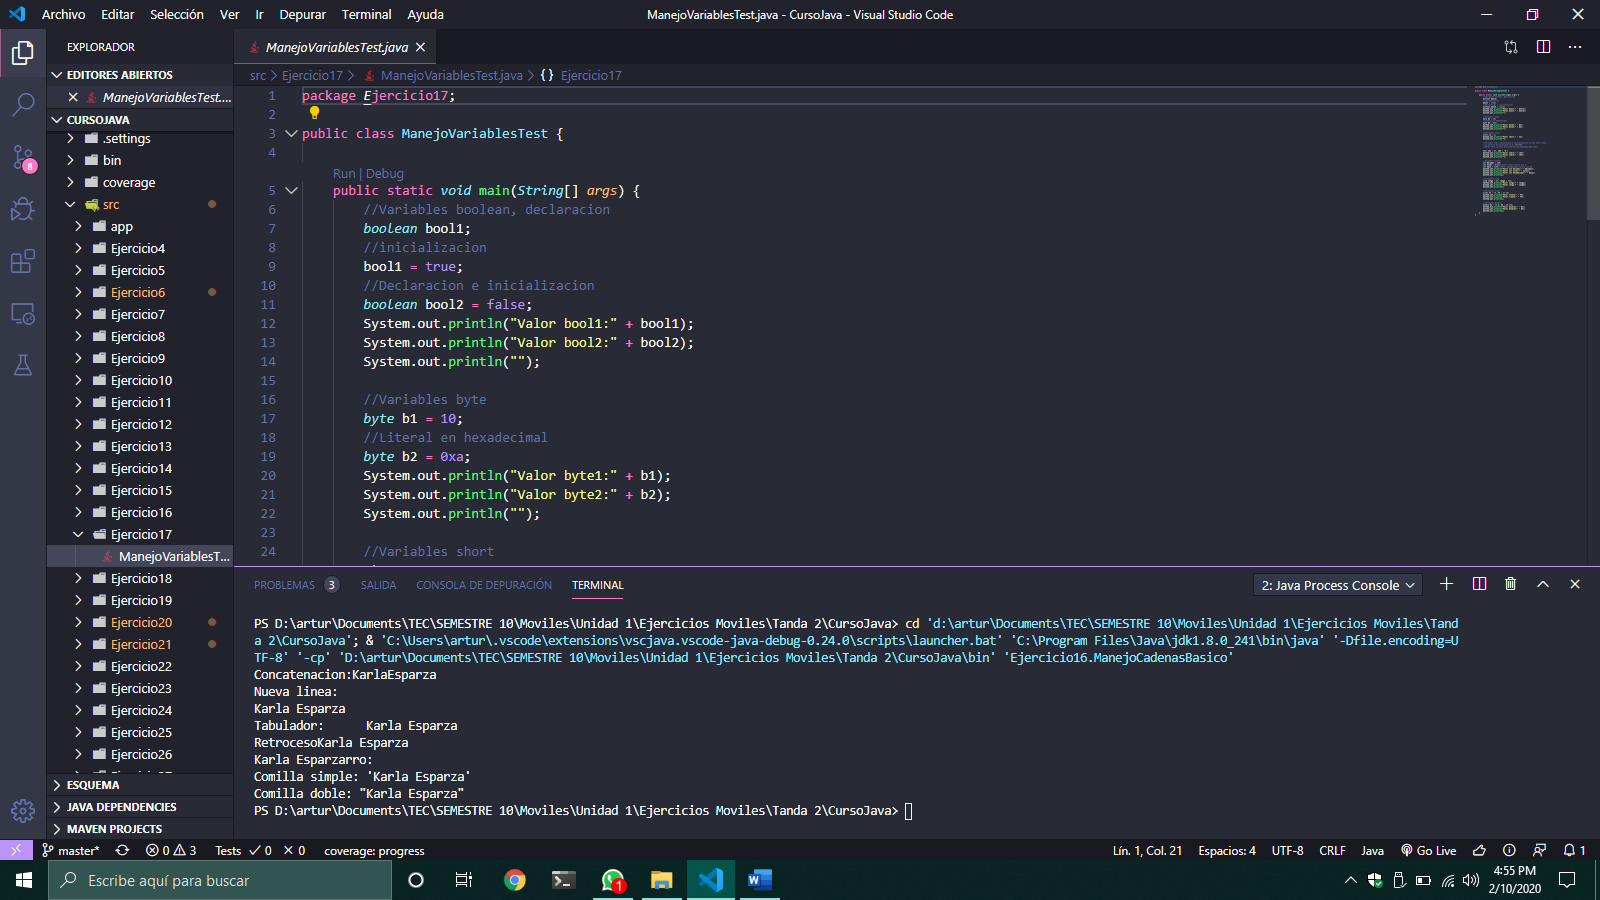 Archivo Editar Selección Ver Ir Depurar Terminal Ayuda
ManejoVariablesTest.java - CursoJava - Visual Studio Code
EXPLORADOR
EDITORES ABIERTOS
ManejoVariablesTest....
CURSOJAVA
.settings
bin
coverage
src
app
Ejercicio4
Ejercicio5
Ejercicio6
Ejercicio7
Ejercicio8
Ejercicio9
Ejercicio10
Ejercicio11
Ejercicio12
Ejercicio13
Ejercicio14
Ejercicio15
Ejercicio16
Ejercicio17
ManejoVariablesT...
Ejercicio18
Ejercicio19
Ejercicio20
Ejercicio21
Ejercicio22
Ejercicio23
Ejercicio24
Ejercicio25
Ejercicio26
ESQUEMA
JAVA DEPENDENCIES
MAVEN PROJECTS
8
ManejoVariablesTest.java
src > Ejercicio17 > ManejoVariablesTest.java > {} Ejercicio17
1 package Ejercicio17;
2
3 public class ManejoVariablesTest {
4
Run | Debug
5 public static void main(String[] args) {
6 //Variables boolean, declaracion
7 boolean bool1;
8 //inicializacion
9 bool1 = true;
10 //Declaracion e inicializacion
11 boolean bool2 = false;
12 System.out.println("Valor bool1:" + bool1);
13 System.out.println("Valor bool2:" + bool2);
14 System.out.println("");
15
16 //Variables byte
17 byte b1 = 10;
18 //Literal en hexadecimal
19 byte b2 = 0xa;
20 System.out.println("Valor byte1:" + b1);
21 System.out.println("Valor byte2:" + b2);
22 System.out.println("");
23
24 //Variables short
PROBLEMAS 3 SALIDA CONSOLA DE DEPURACIÓN TERMINAL
2: Java Process Console
PS D:\artur\Documents\TEC\SEMESTRE 10\Moviles\Unidad 1\Ejercicios Moviles\Tanda 2\CursoJava> cd 'd:\artur\Documents\TEC\SEMESTRE 10\Moviles\Unidad 1\Ejercicios Moviles\Tand
a 2\CursoJava'; & 'C:\Users\artur\.vscode\extensions\vscjava.vscode-java-debug-0.24.0\scripts\launcher.bat' 'C:\Program Files\Java\jdk1.8.0_241\bin\java' '-Dfile.encoding=U
TF-8' '-cp' 'D:\artur\Documents\TEC\SEMESTRE 10\Moviles\Unidad 1\Ejercicios Moviles\Tanda 2\CursoJava\bin' 'Ejercicio16.ManejoCadenasBasico'
Concatenacion:KarlaEsparza
Nueva linea:
Karla Esparza
Tabulador: Karla Esparza
RetrocesoKarla Esparza
Karla Esparzarro:
Comilla simple: 'Karla Esparza'
Comilla doble: "Karla Esparza"
PS D:\artur\Documents\TEC\SEMESTRE 10\Moviles\Unidad 1\Ejercicios Moviles\Tanda 2\CursoJava>
master* 0 3 Tests 0 0 coverage: progress
Lín. 1, Col. 21 Espacios: 4 UTF-8 CRLF Java Go Live 1
Escribe aquí para buscar
1
4:55 PM
2/10/2020